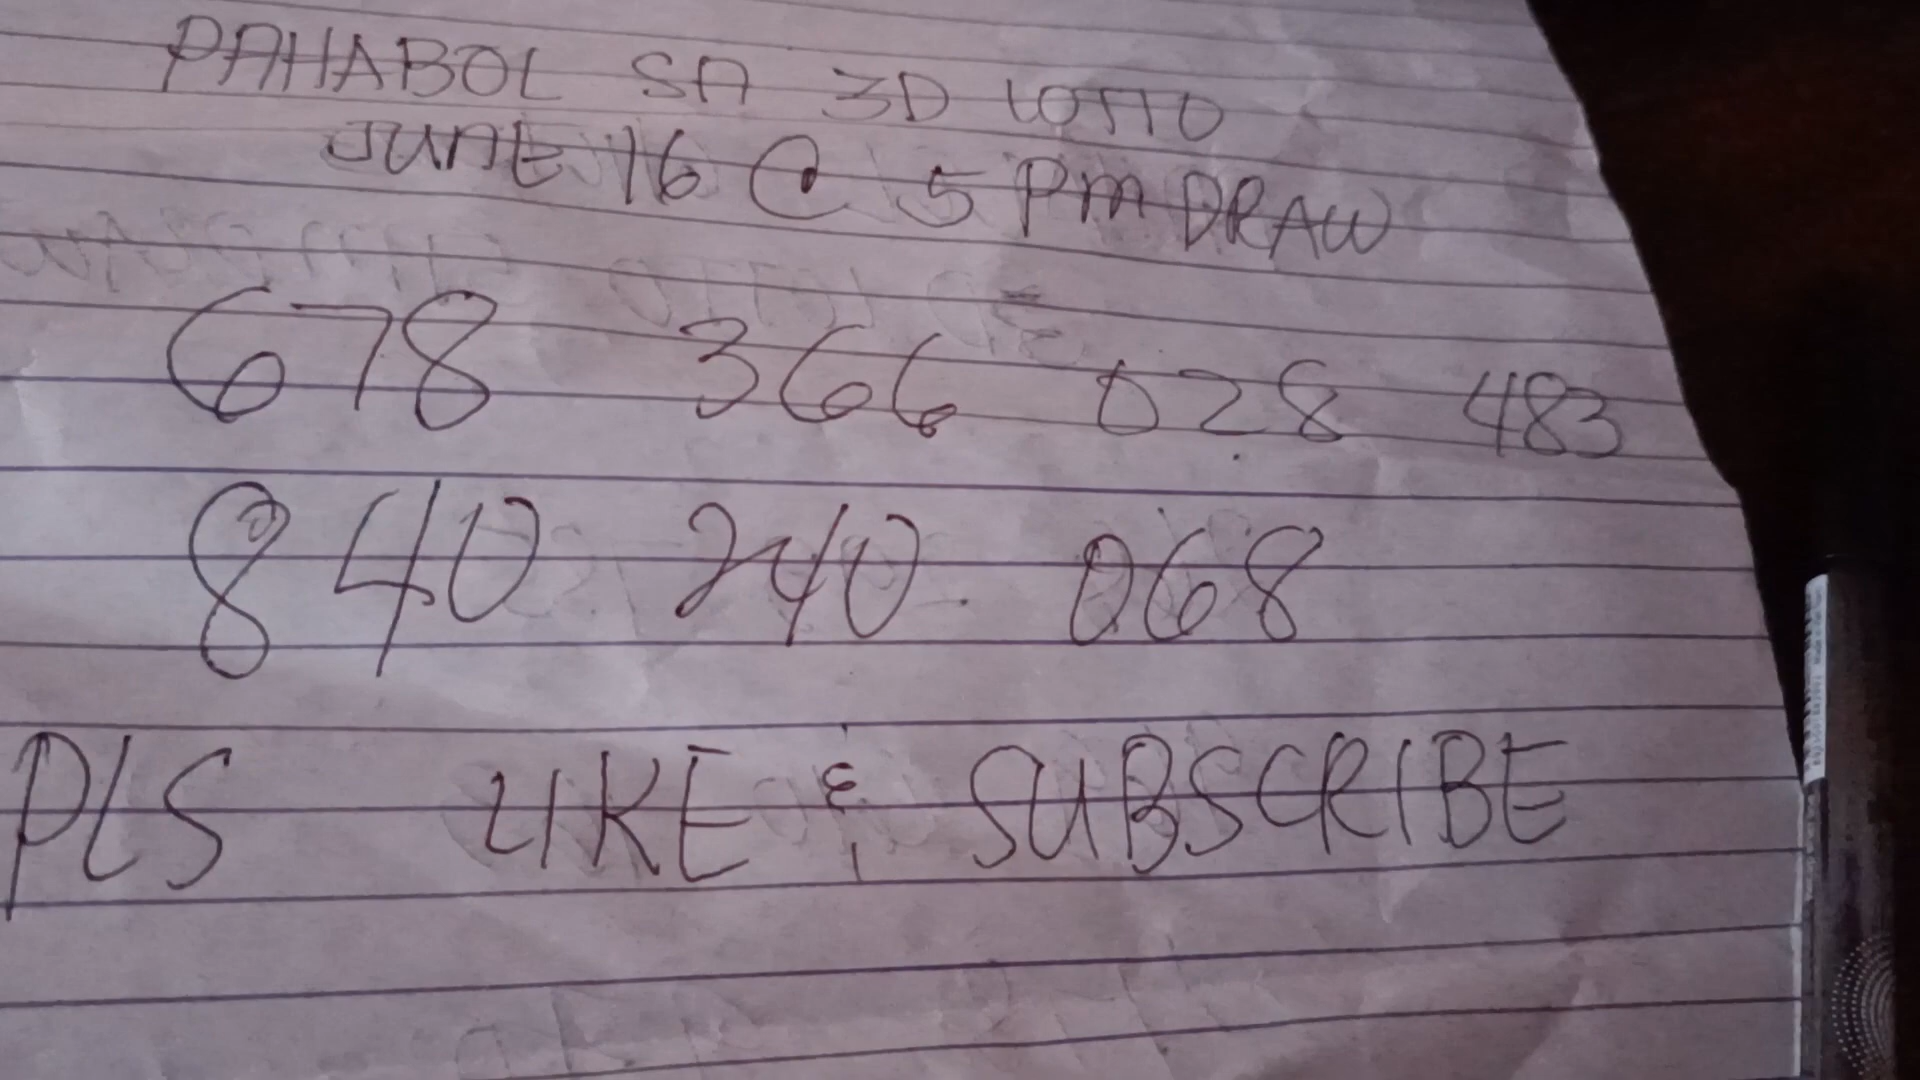 PAHABOL SA 3D LOTTO
JUNE 16 @ 5 PM DRAW
678 366 028 483
840 240 068
PLS LIKE & SUBSCRIBE